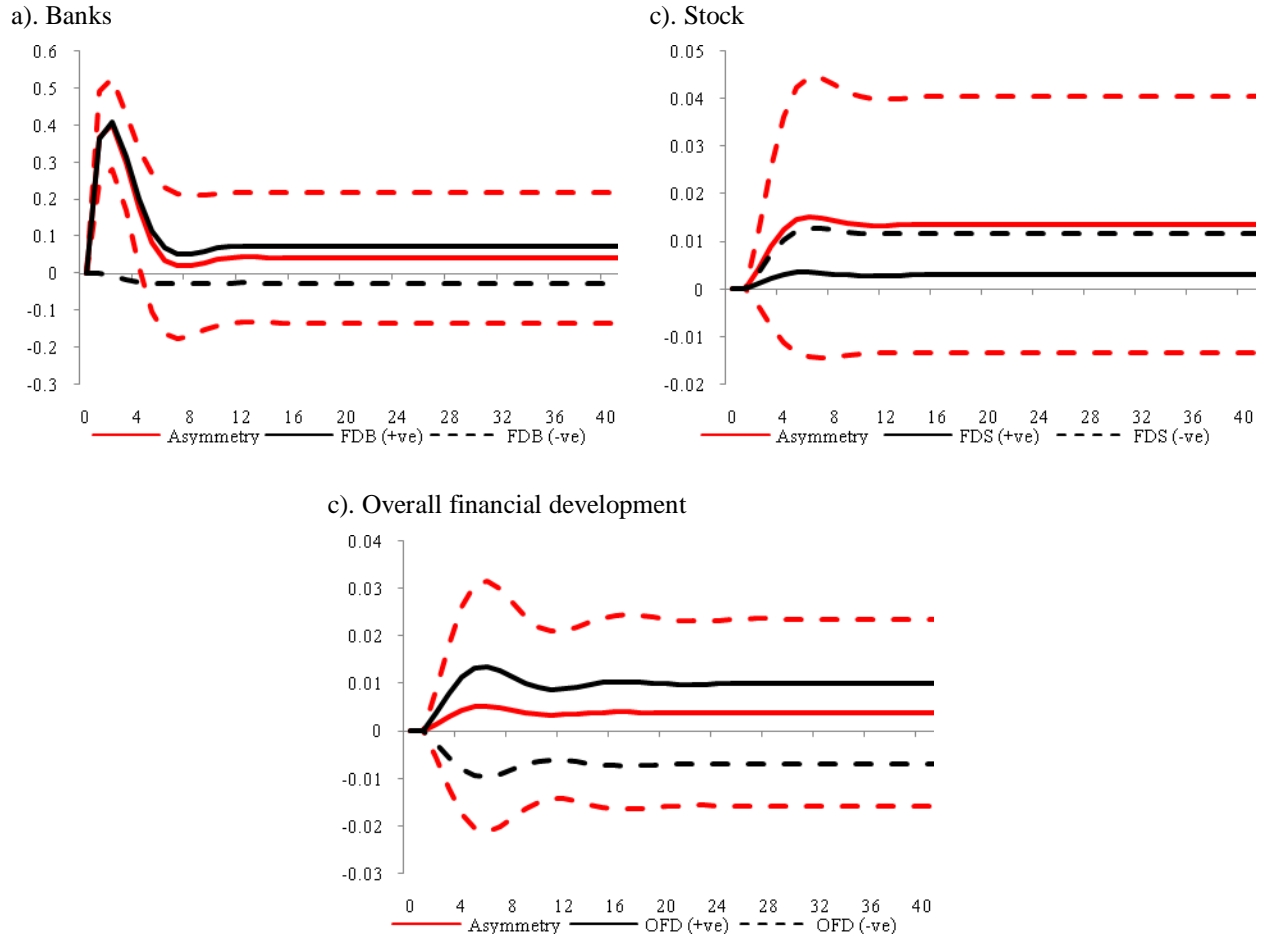 a). Banks
0.6
0.5
0.4
0.3
0.2
0.1
0
-0.1
-0.2
-0.3
0 4 8 12 16 20 24 28 32 36 40
Asymmetry FDB (+ve) FDB (-ve)
c). Stock
0.05
0.04
0.03
0.02
0.01
0
-0.01
-0.02
0 4 8 12 16 20 24 28 32 36 40
Asymmetry FDS (+ve) FDS (-ve)
c). Overall financial development
0.04
0.03
0.02
0.01
0
-0.01
-0.02
-0.03
0 4 8 12 16 20 24 28 32 36 40
Asymmetry OFD (+ve) OFD (-ve)